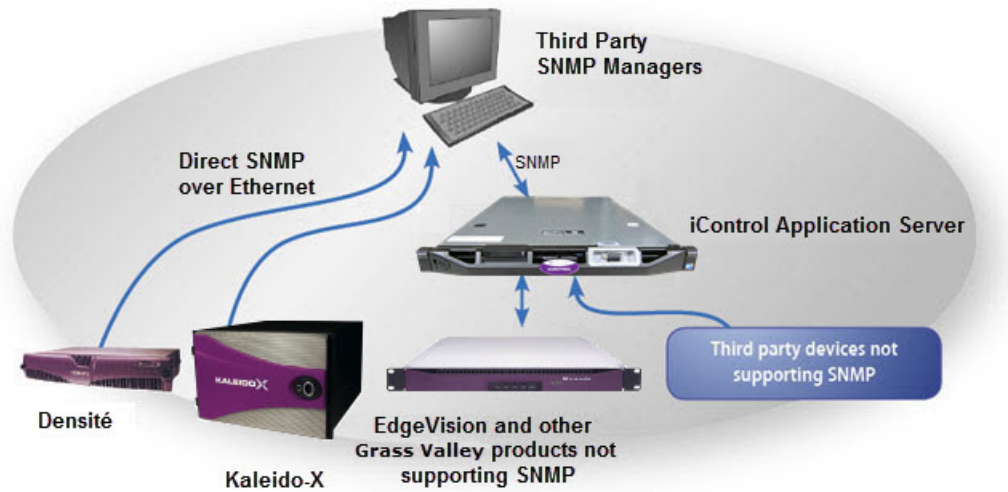 Third Party
SNMP Managers
Direct SNMP
over Ethernet
SNMP
iControl Application Server
Third party devices not
supporting SNMP
KALEIDOX
Densité
EdgeVision and other
Grass Valley products not
supporting SNMP
Kaleido-X